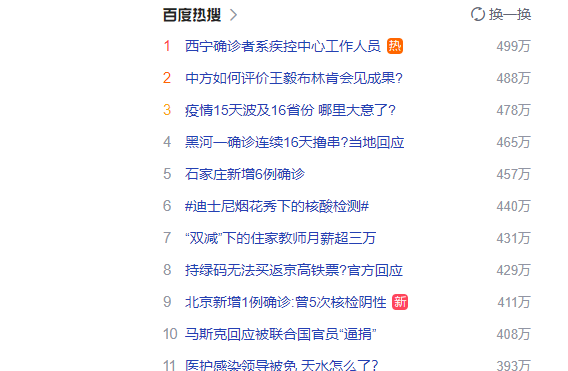 百度热搜 > 换一换
1 西宁确诊者系疾控中心工作人员 热 499万
2 中方如何评价王毅布林肯会见成果? 488万
3 疫情15天波及16省份 哪里大意了? 478万
4 黑河一确诊连续16天撸串?当地回应 465万
5 石家庄新增6例确诊 457万
6 #迪士尼烟花秀下的核酸检测# 440万
7 “双减”下的住家教师月薪超三万 431万
8 持绿码无法买返京高铁票?官方回应 429万
9 北京新增1例确诊:曾5次核检阴性 新 411万
10 马斯克回应被联合国官员“逼捐” 408万
11 医护感染领导被免 天水怎么了? 393万